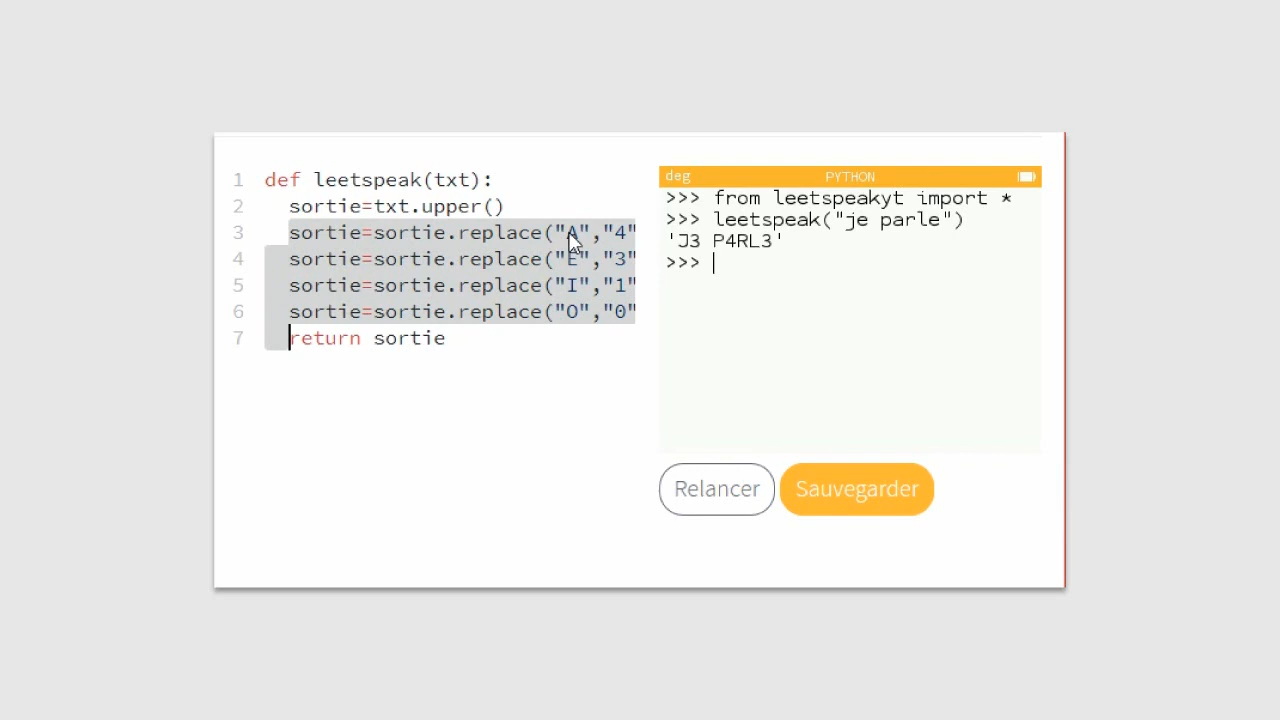 1 def leetspeak(txt):
2 sortie=txt.upper()
3 sortie=sortie.replace("A","4"
4 sortie=sortie.replace("E","3"
5 sortie=sortie.replace("I","1"
6 sortie=sortie.replace("O","0"
7 return sortie
deg PYTHON
>>> from leetspeakyt import *
>>> leetspeak("je parle")
'J3 P4RL3'
>>>
Relancer Sauvegarder